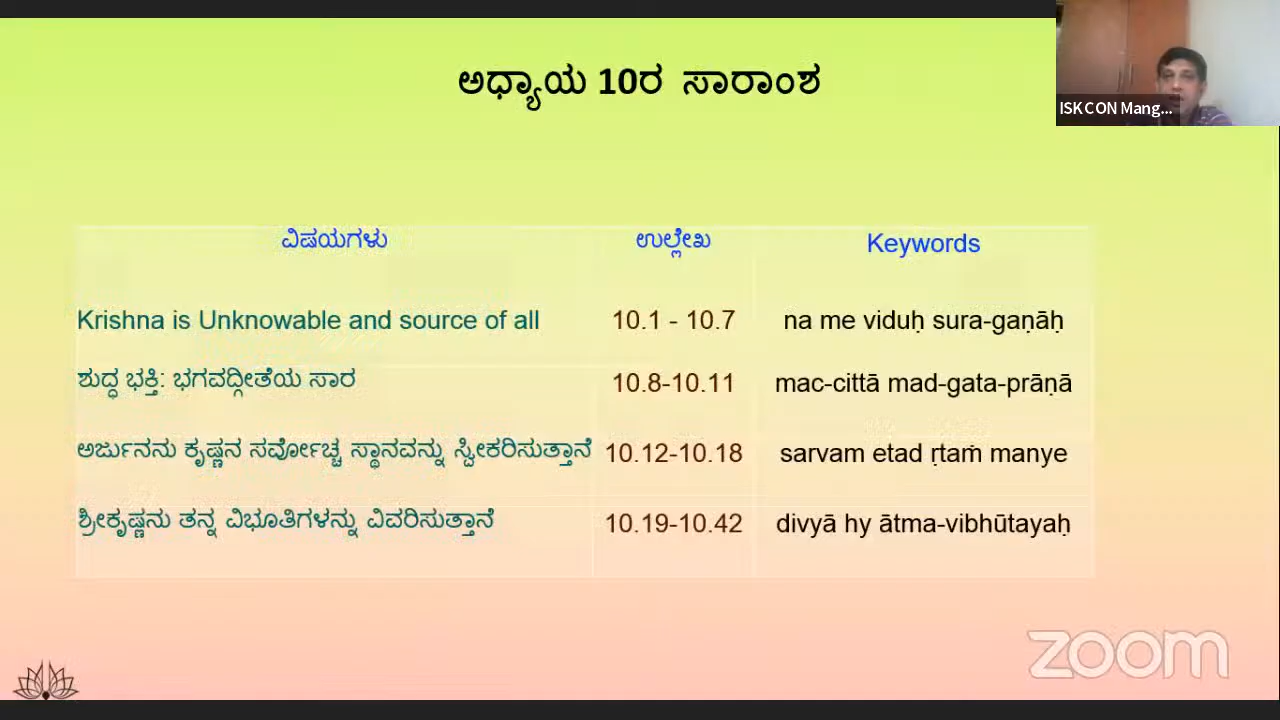 ಅಧ್ಯಾಯ 10ರ ಸಾರಾಂಶ
ISKCON Mang...
ವಿಷಯಗಳು ಉಲ್ಲೇಖ Keywords
Krishna is Unknowable and source of all 10.1 - 10.7 na me viduḥ sura-gaṇāḥ
ಶುದ್ಧ ಭಕ್ತಿ: ಭಗವದ್ಗೀತೆಯ ಸಾರ 10.8-10.11 mac-cittā mad-gata-prāṇā
ಅರ್ಜುನನು ಕೃಷ್ಣನ ಸರ್ವೋಚ್ಚ ಸ್ಥಾನವನ್ನು ಸ್ವೀಕರಿಸುತ್ತಾನೆ 10.12-10.18 sarvam etad ṛtaṁ manye
ಶ್ರೀಕೃಷ್ಣನು ತನ್ನ ವಿಭೂತಿಗಳನ್ನು ವಿವರಿಸುತ್ತಾನೆ 10.19-10.42 divyā hy ātma-vibhūtayaḥ
zoom